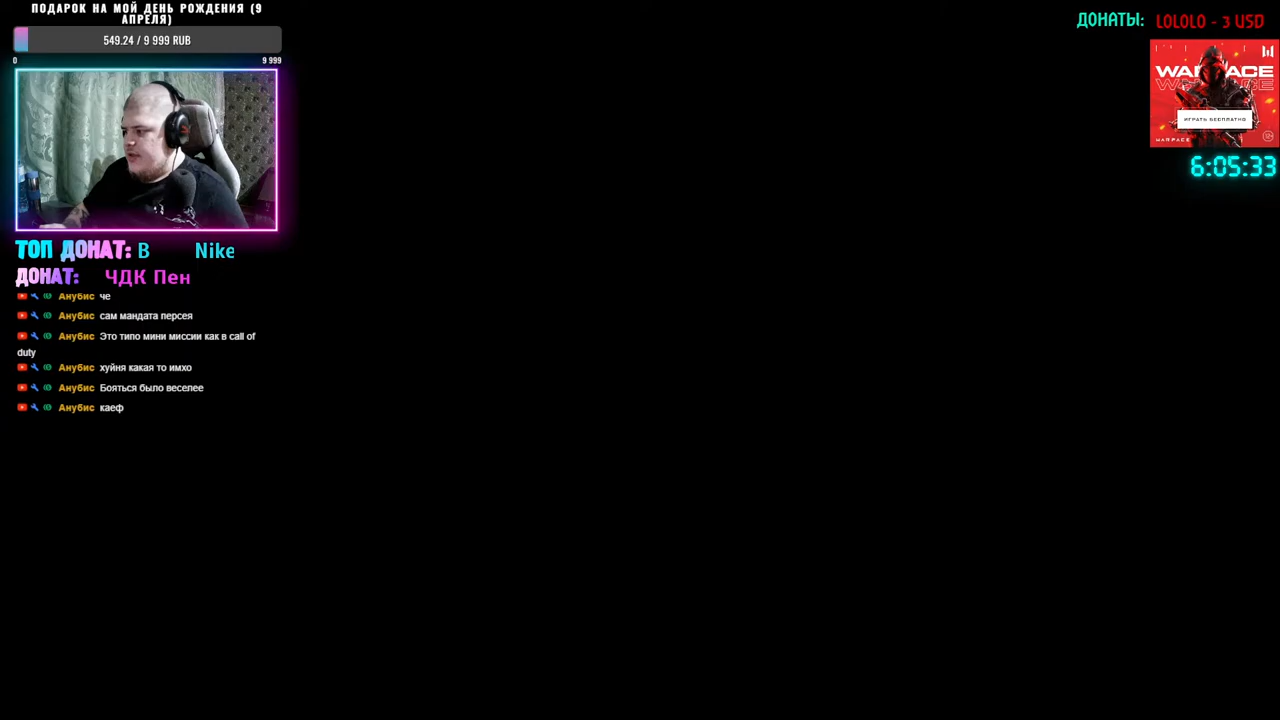 ПОДАРОК НА МОЙ ДЕНЬ РОЖДЕНИЯ (9
АПРЕЛЯ)
549.24 / 9 999 RUB
0 9 999
ТОП ДОНАТ: B Nike
ДОНАТ: ЧДК Пен
Анубис че
Анубис сам мандата персея
Анубис Это типо мини миссии как в call of
duty
Анубис хуйня какая то имхо
Анубис Бояться было веселее
Анубис каеф
ДОНАТЫ: LOLOLO - 3 USD
WARFACE
WARFACE
ИГРАТЬ БЕСПЛАТНО
WARFACE
6:05:33